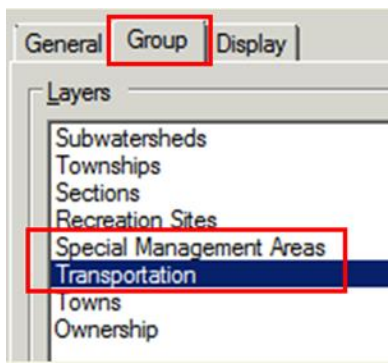 General Group Display
Layers
Subwatersheds
Townships
Sections
Recreation Sites
Special Management Areas
Transportation
Towns
Ownership